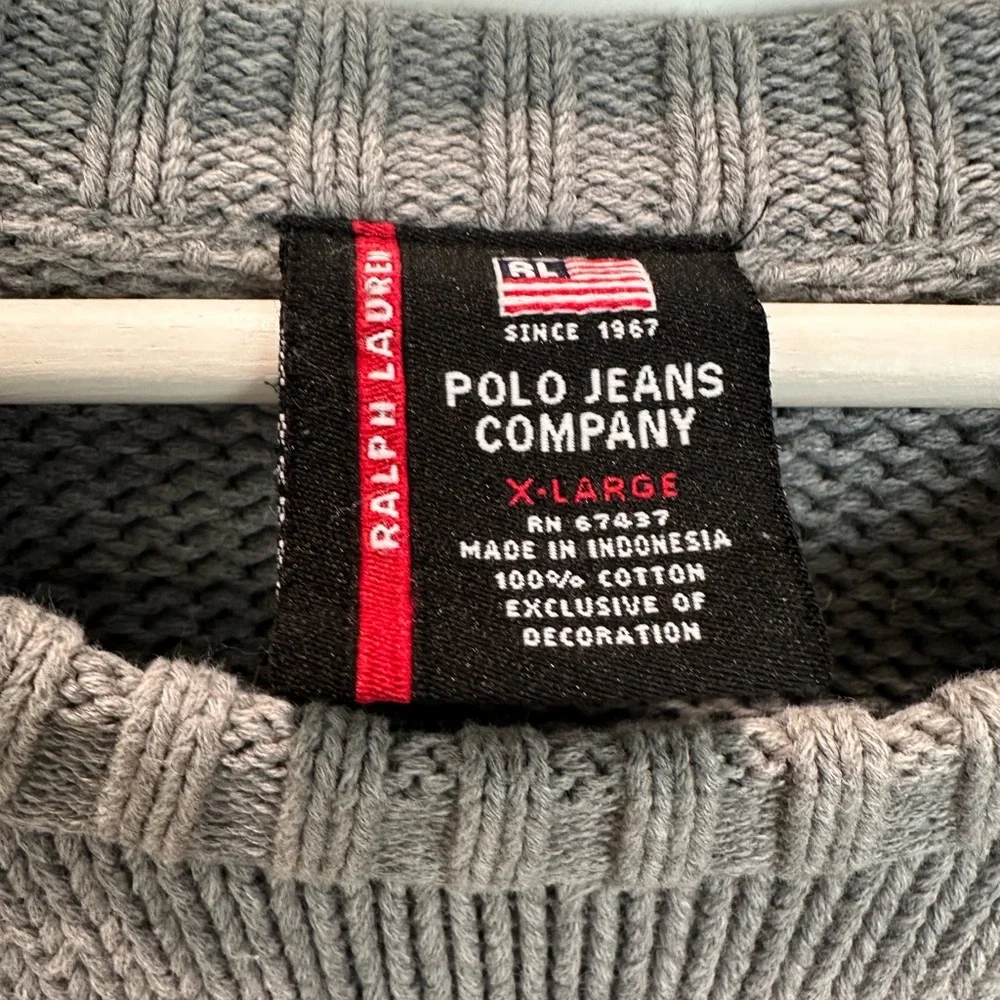 RALPH LAUREN
RL
SINCE 1967
POLO JEANS
COMPANY
X-LARGE
RN 67437
MADE IN INDONESIA
100% COTTON
EXCLUSIVE OF
DECORATION